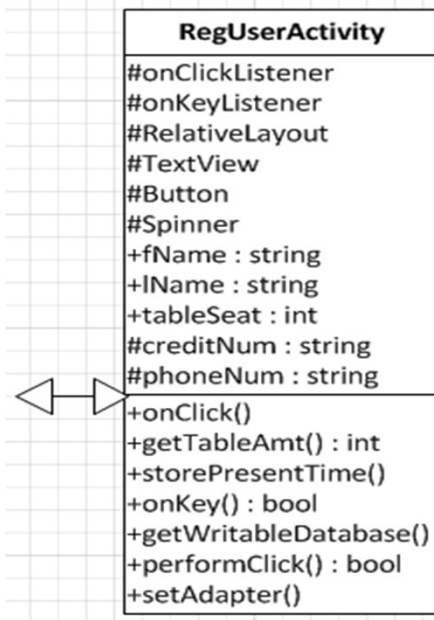 RegUserActivity
#onClickListener
#onKeyListener
#RelativeLayout
#TextView
#Button
#Spinner
+fName : string
+lName : string
+tableSeat : int
#creditNum : string
#phoneNum : string
+onClick()
+getTableAmt() : int
+storePresentTime()
+onKey() : bool
+getWritableDatabase()
+performClick() : bool
+setAdapter()